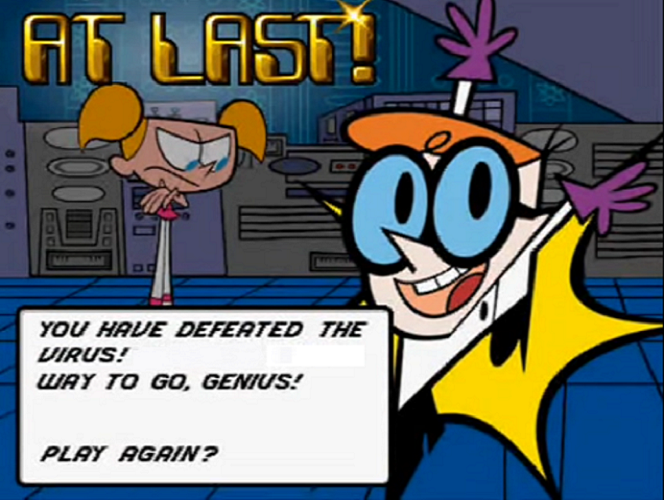 AT LAST!
YOU HAVE DEFEATED THE
VIRUS!
WAY TO GO, GENIUS!
PLAY AGAIN?